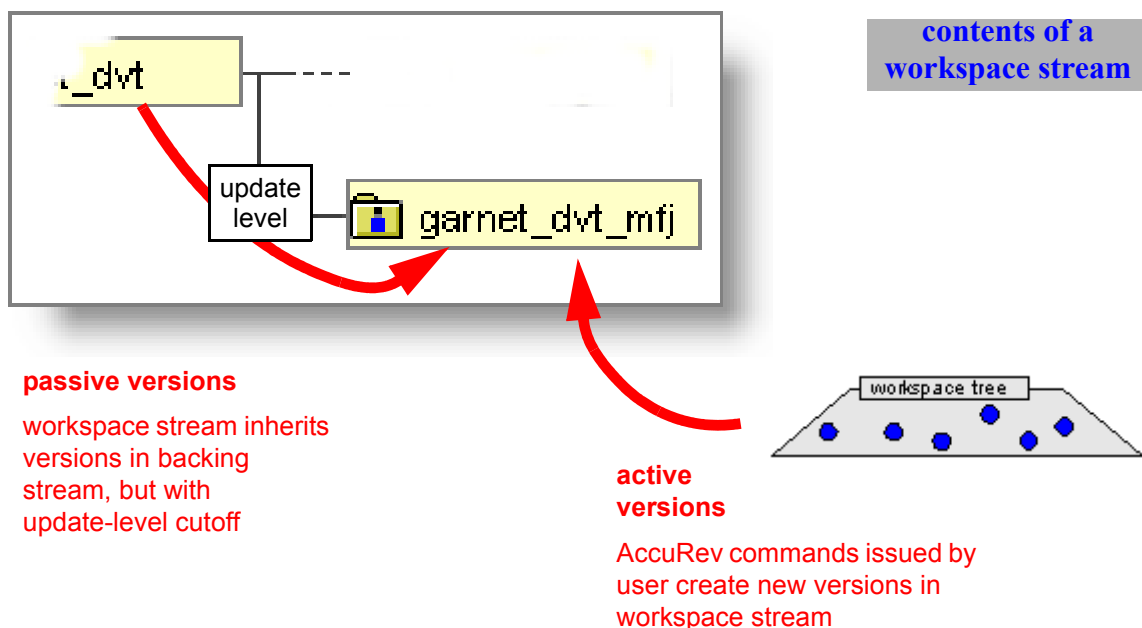 contents of a
workspace stream
t_dvt
update
level
garnet_dvt_mfj
passive versions
workspace stream inherits
versions in backing
stream, but with
update-level cutoff
workspace tree
active
versions
AccuRev commands issued by
user create new versions in
workspace stream